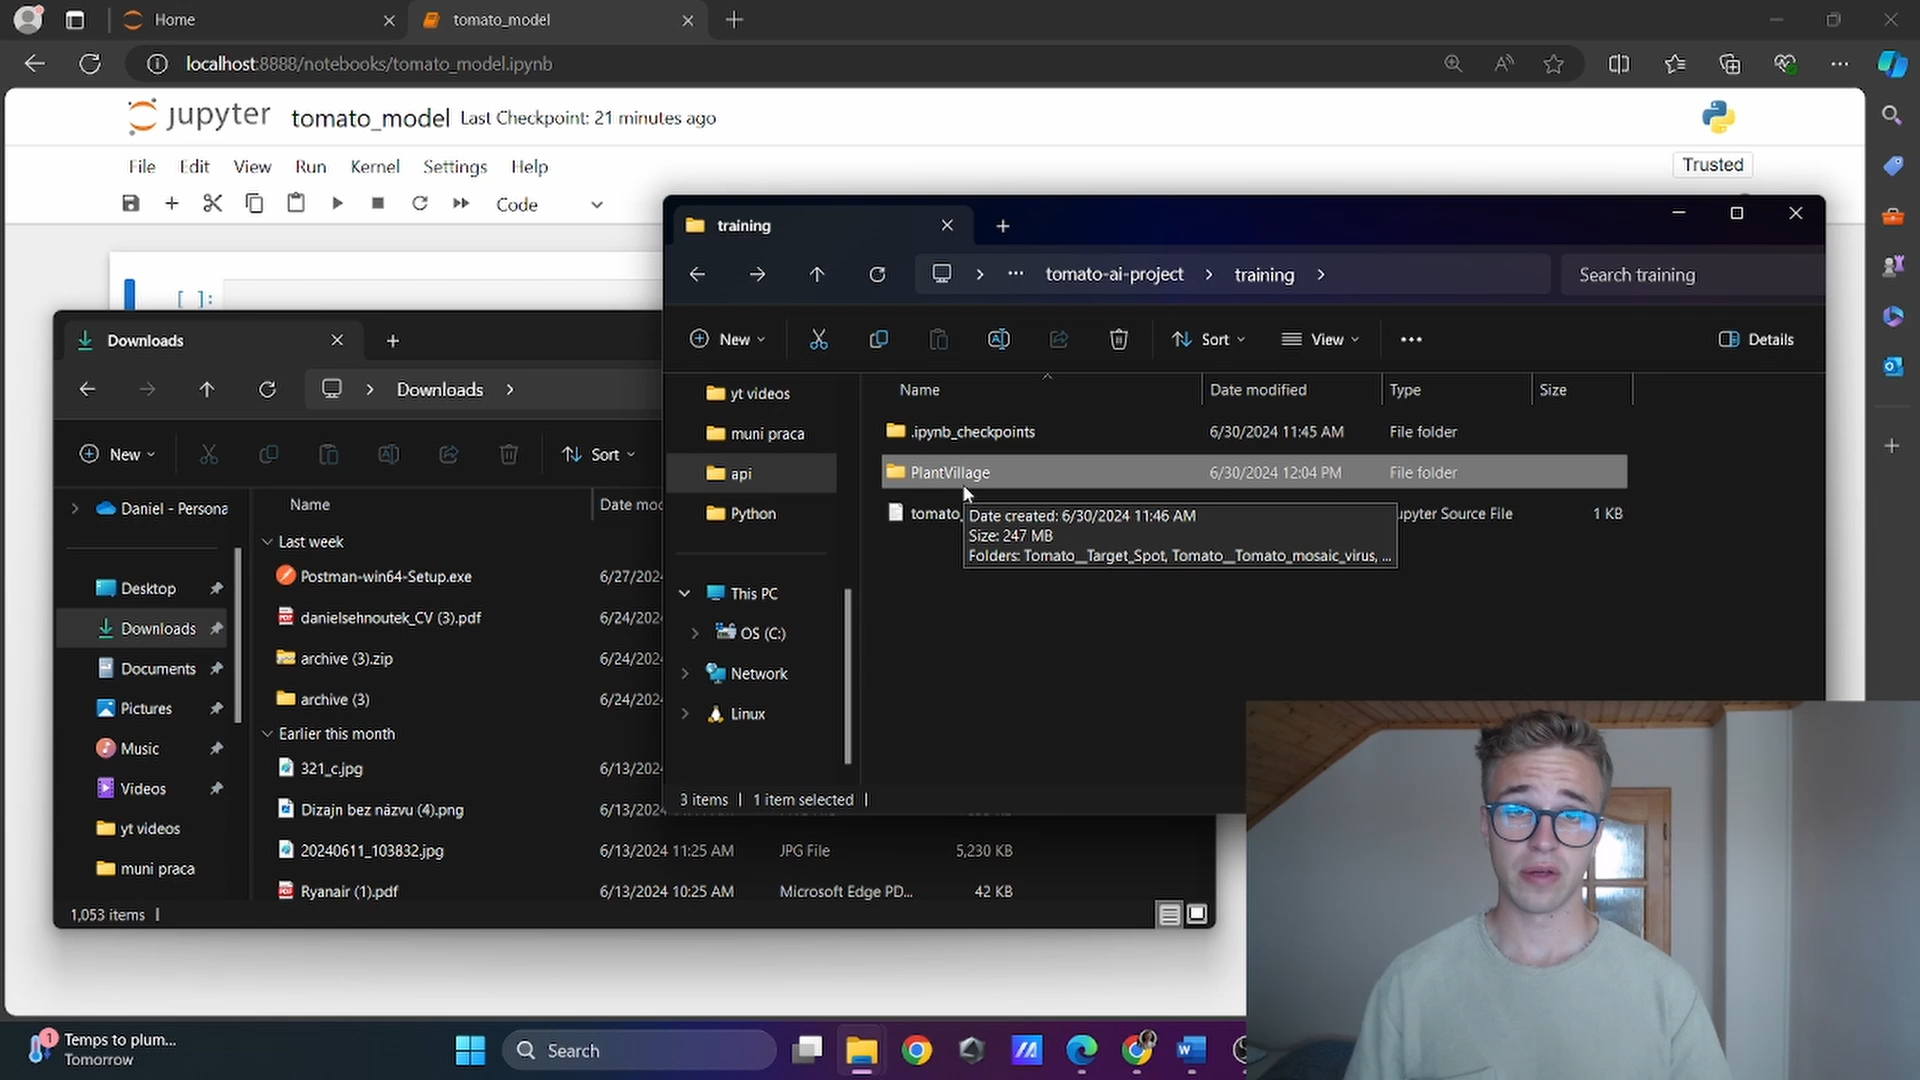 Home
tomato_model
localhost:8888/notebooks/tomato_model.ipynb
jupyter tomato_model Last Checkpoint: 21 minutes ago
File Edit View Run Kernel Settings Help
Trusted
Code
[ ]:
training
tomato-ai-project training
Search training
New
Sort
View
Details
yt videos
muni praca
api
Python
This PC
OS (C:)
Network
Linux
Name Date modified Type Size
.ipynb_checkpoints 6/30/2024 11:45 AM File folder
PlantVillage 6/30/2024 12:04 PM File folder
Source File 1 KB
Date created: 6/30/2024 11:46 AM
Size: 247 MB
Folders: Tomato__Target_Spot, Tomato__Tomato_mosaic_virus, ...
3 items 1 item selected
Downloads
Downloads
New
Sort
Daniel - Persona
Desktop
Downloads
Documents
Pictures
Music
Videos
yt videos
muni praca
Name Date
Last week
Postman-win64-Setup.exe 6/27/202
danielsehnoutek_CV (3).pdf 6/24/202
archive (3).zip 6/24/202
archive (3) 6/24/202
Earlier this month
321_c.jpg 6/13/202
Dizajn bez názvu (4).png 6/13/202
20240611_103832.jpg 6/13/2024 11:25 AM JPG File 5,230 KB
Ryanair (1).pdf 6/13/2024 10:25 AM Microsoft Edge PD... 42 KB
1,053 items
1
Temps to plum...
Tomorrow
Search